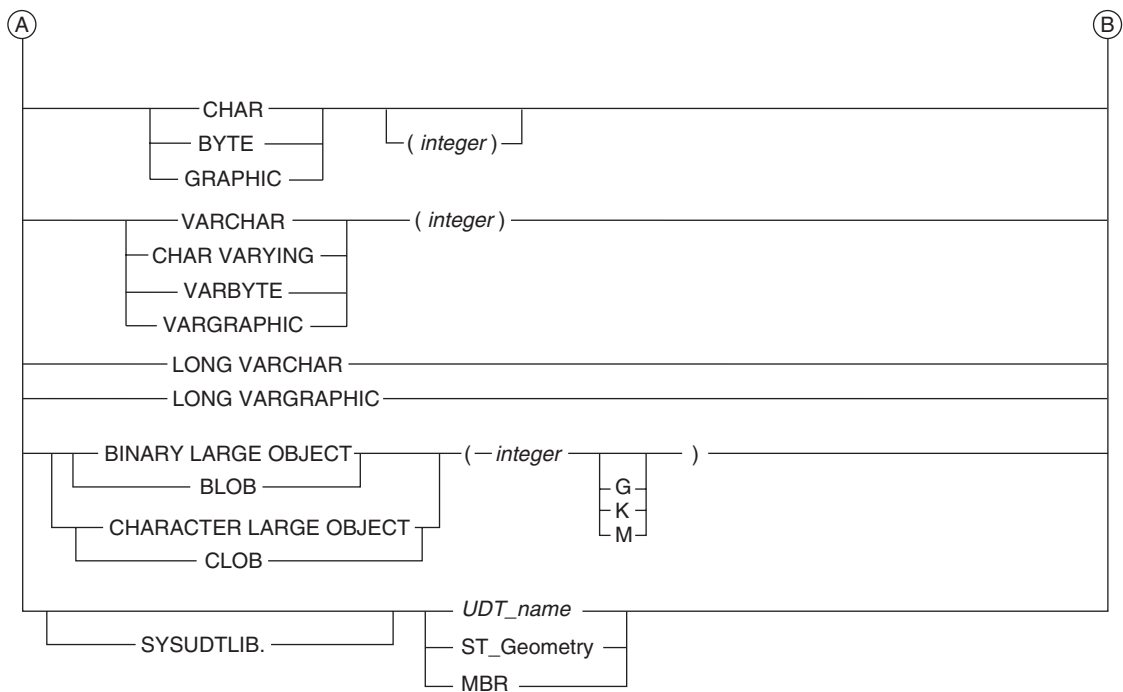 A B
CHAR
BYTE ( integer )
GRAPHIC
VARCHAR ( integer )
CHAR VARYING
VARBYTE
VARGRAPHIC
LONG VARCHAR
LONG VARGRAPHIC
BINARY LARGE OBJECT ( integer )
BLOB G
K
CHARACTER LARGE OBJECT M
CLOB
UDT_name
SYSUDTLIB. ST_Geometry
MBR